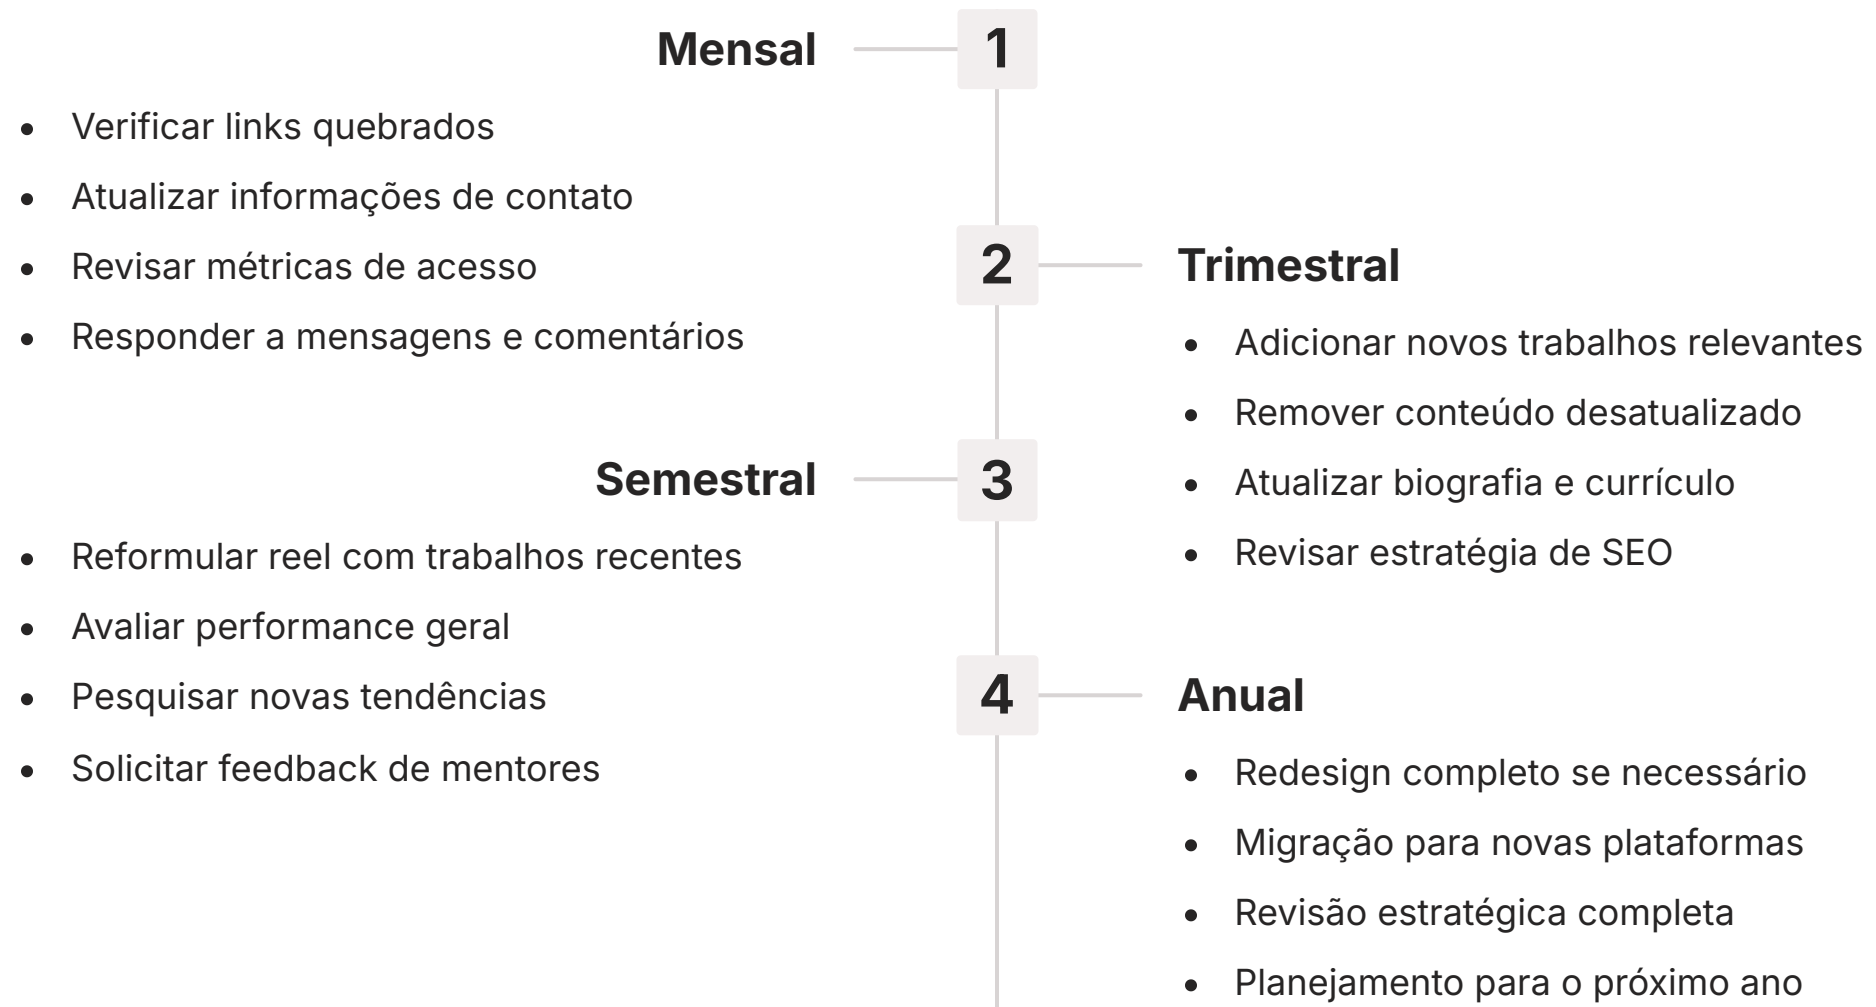 Mensal
1
Verificar links quebrados
Atualizar informações de contato
Revisar métricas de acesso
Responder a mensagens e comentários
2
Trimestral
Adicionar novos trabalhos relevantes
Remover conteúdo desatualizado
Atualizar biografia e currículo
Revisar estratégia de SEO
Semestral
3
Reformular reel com trabalhos recentes
Avaliar performance geral
Pesquisar novas tendências
Solicitar feedback de mentores
4
Anual
Redesign completo se necessário
Migração para novas plataformas
Revisão estratégica completa
Planejamento para o próximo ano